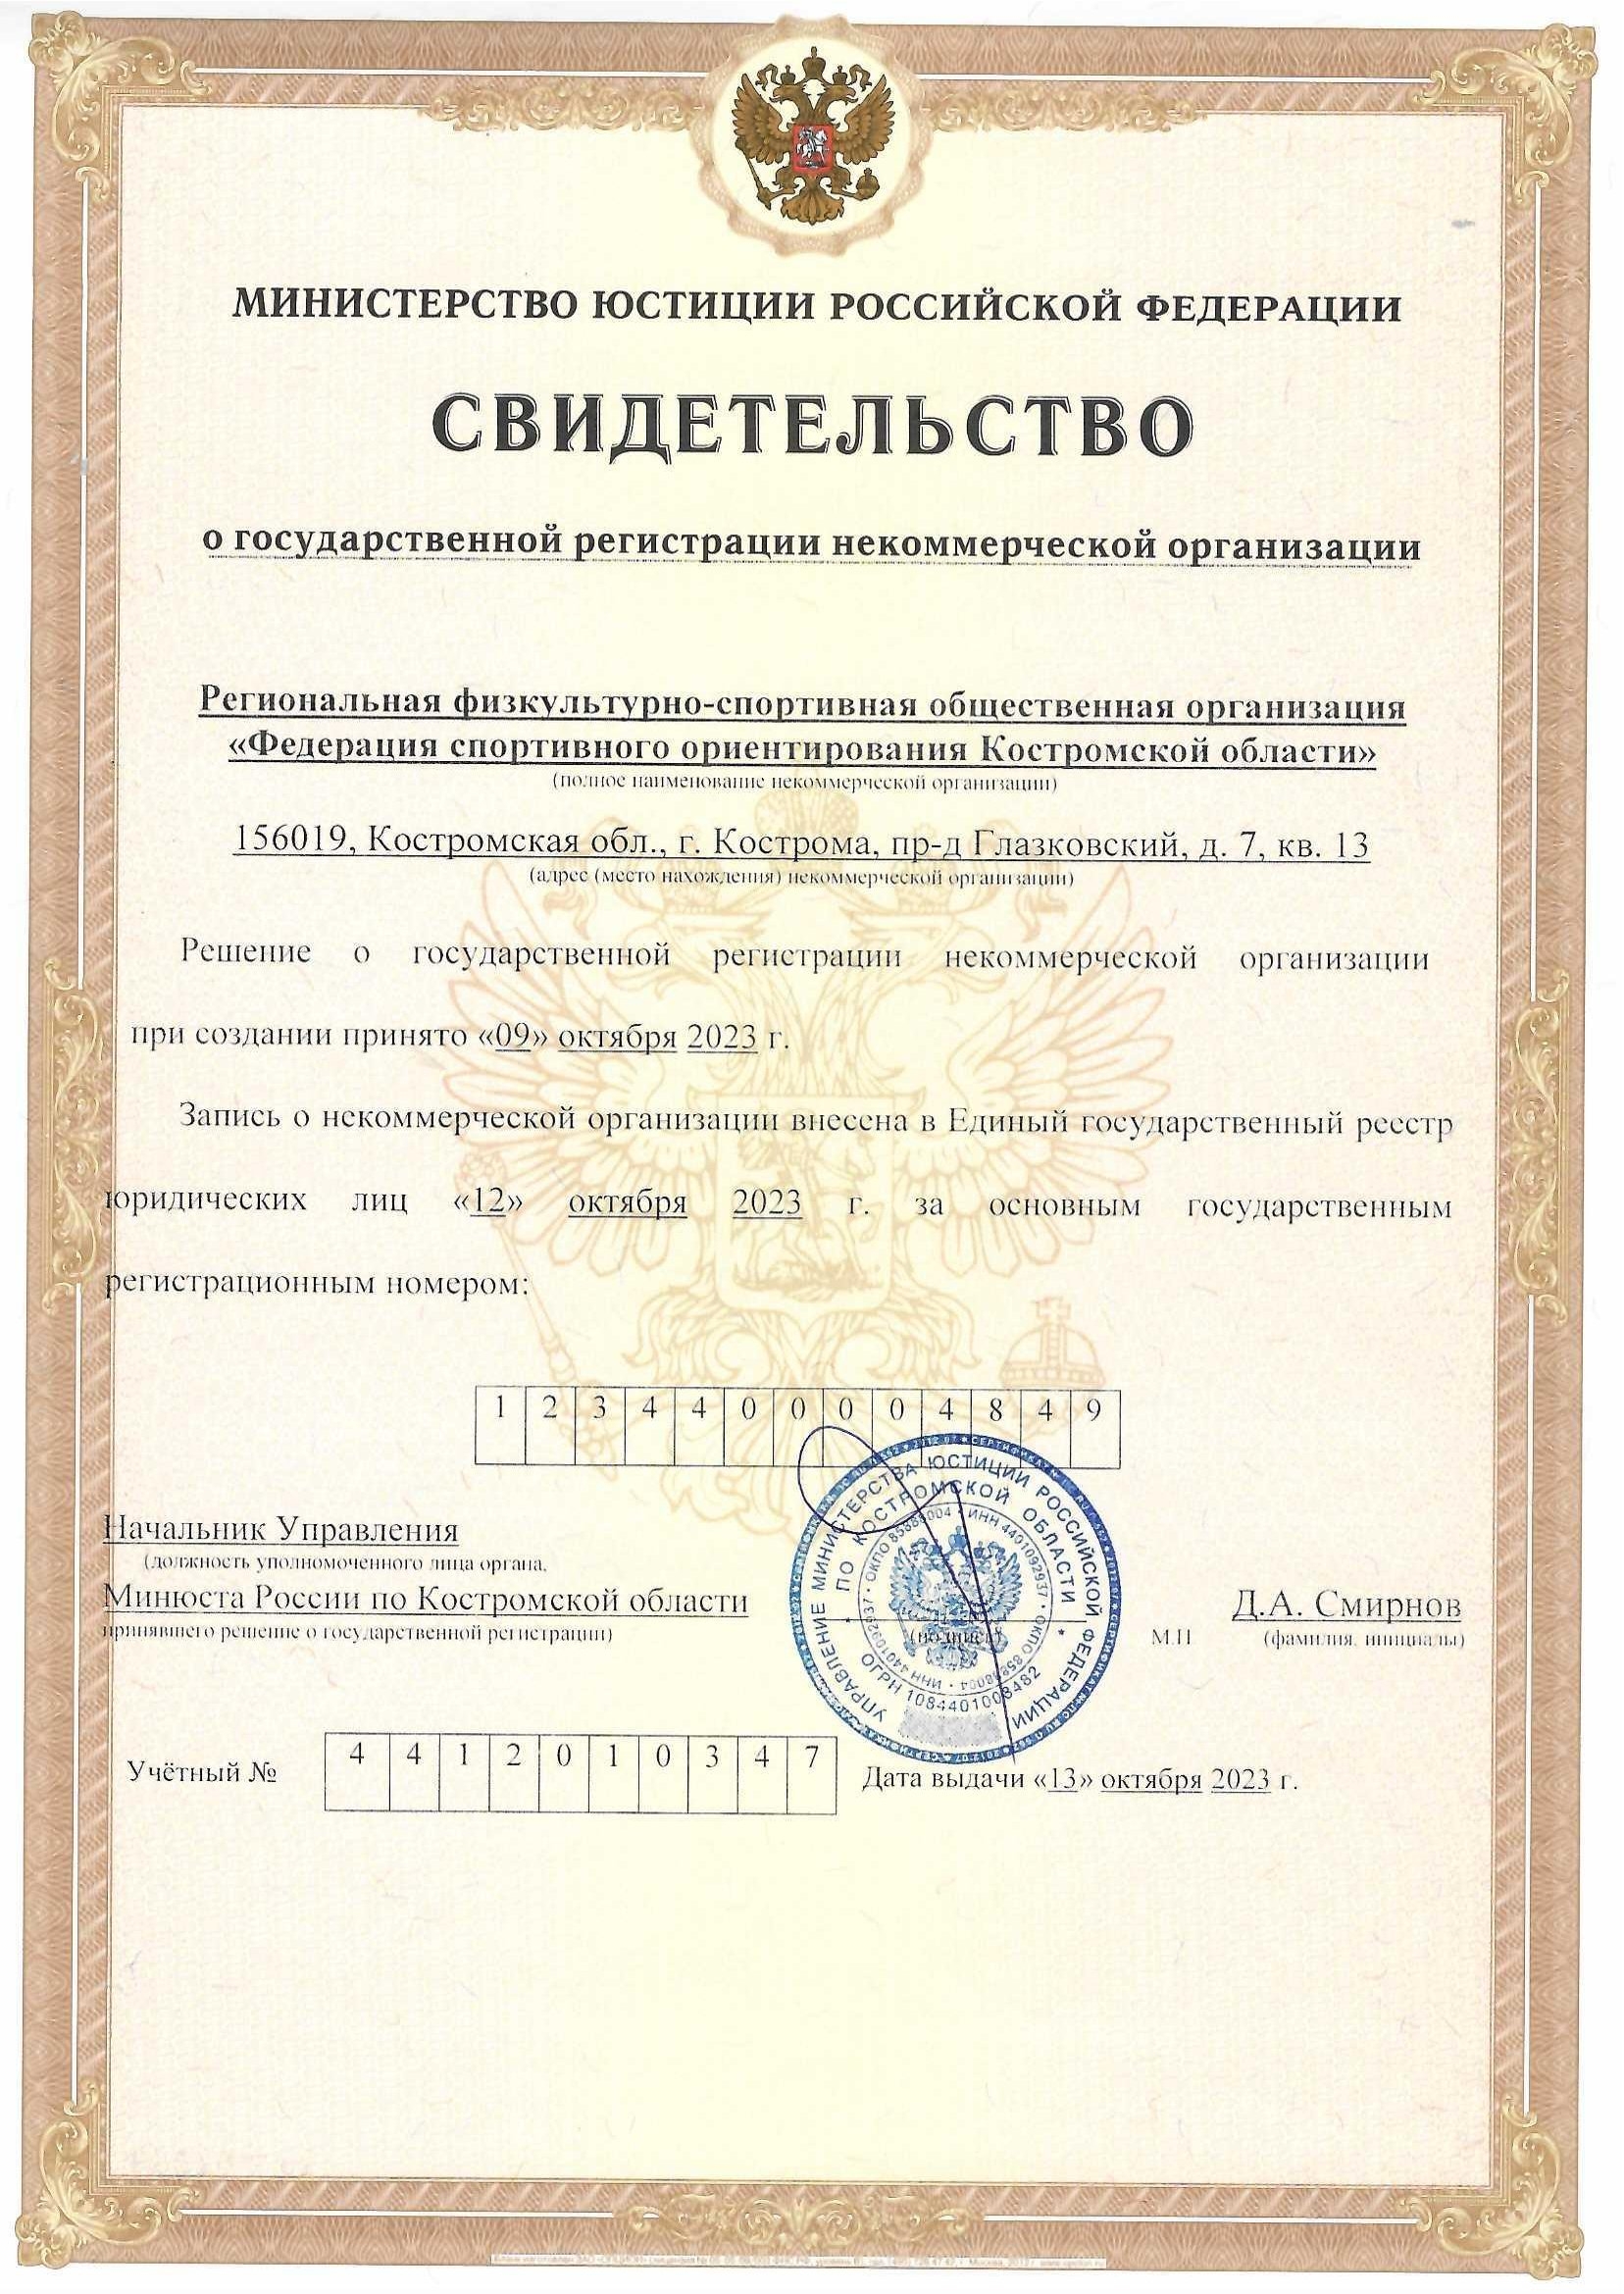 МИНИСТЕРСТВО ЮСТИЦИИ РОССИЙСКОЙ ФЕДЕРАЦИИ
СВИДЕТЕЛЬСТВО
о государственной регистрации некоммерческой организации
Региональная физкультурно-спортивная общественная организация
«Федерация спортивного ориентирования Костромской области»
(полное наименование некоммерческой организации)
156019, Костромская обл., г. Кострома, пр-д Глазковский, д. 7, кв. 13
(адрес (место нахождения) некоммерческой организации)
Решение о государственной регистрации некоммерческой организации
при создании принято «09» октября 2023 г.
Запись о некоммерческой организации внесена в Единый государственный реестр
юридических лиц «12» октября 2023 г. за основным государственным
регистрационным номером:
1 2 3 4 4 0 0 0 0 4 8 4 9
Начальник Управления
(должность уполномоченного лица органа,
Минюста России по Костромской области
принявшего решение о государственной регистрации)
(подпись)
М.П
Д.А. Смирнов
(фамилия, инициалы)
УПРАВЛЕНИЕ МИНИСТЕРСТВА ЮСТИЦИИ РОССИЙСКОЙ ФЕДЕРАЦИИ
ПО КОСТРОМСКОЙ ОБЛАСТИ
ОГРН 1084401008482
ИНН 4401092937 • ОКПО 85888004
Учётный №
4 4 1 2 0 1 0 3 4 7
Дата выдачи «13» октября 2023 г.